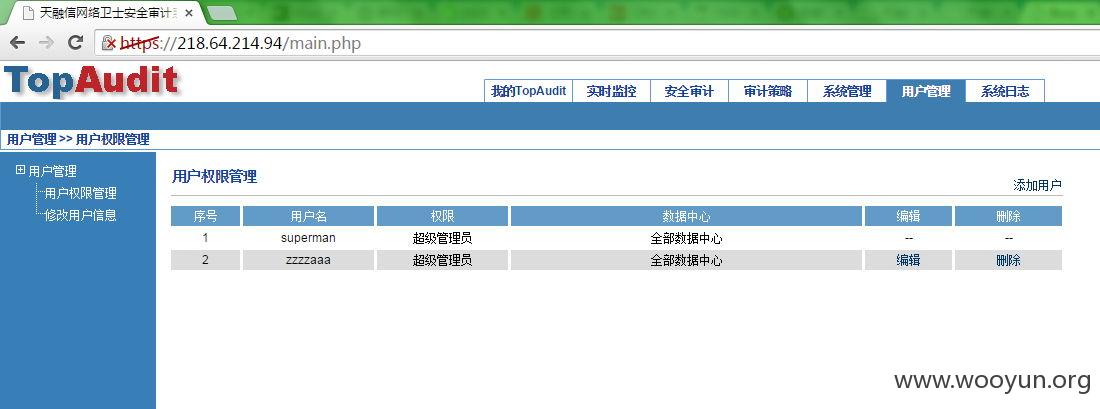 天融信网络卫士安全审计
https://218.64.214.94/main.php
TopAudit
我的TopAudit 实时监控 安全审计 审计策略 系统管理 用户管理 系统日志
用户管理 >> 用户权限管理
用户管理
用户权限管理
修改用户信息
用户权限管理
添加用户
序号 用户名 权限 数据中心 编辑 删除
1 superman 超级管理员 全部数据中心 -- --
2 zzzzaaa 超级管理员 全部数据中心 编辑 删除
www.wooyun.org